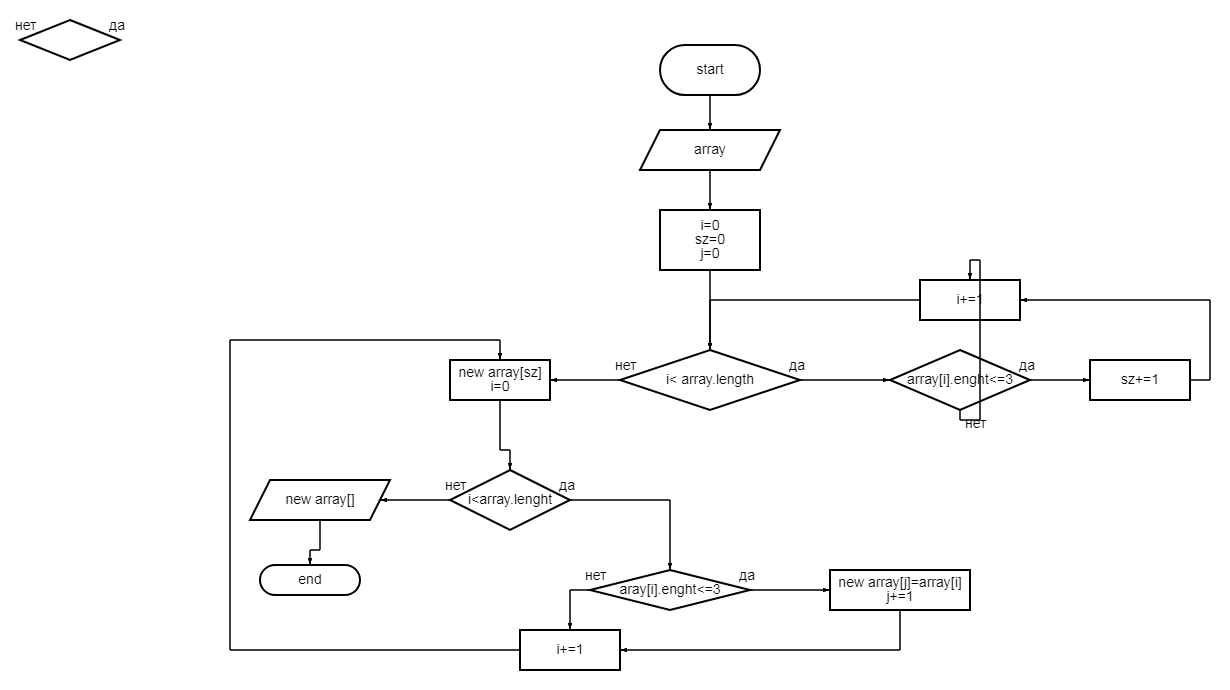 нет
да
start
array
i=0
sz=0
j=0
i+=1
нет
i< array.length
да
array[i].enght<=3
да
нет
sz+=1
new array[sz]
i=0
нет
i<array.lenght
да
new array[]
end
нет
aray[i].enght<=3
да
new array[j]=array[i]
j+=1
i+=1